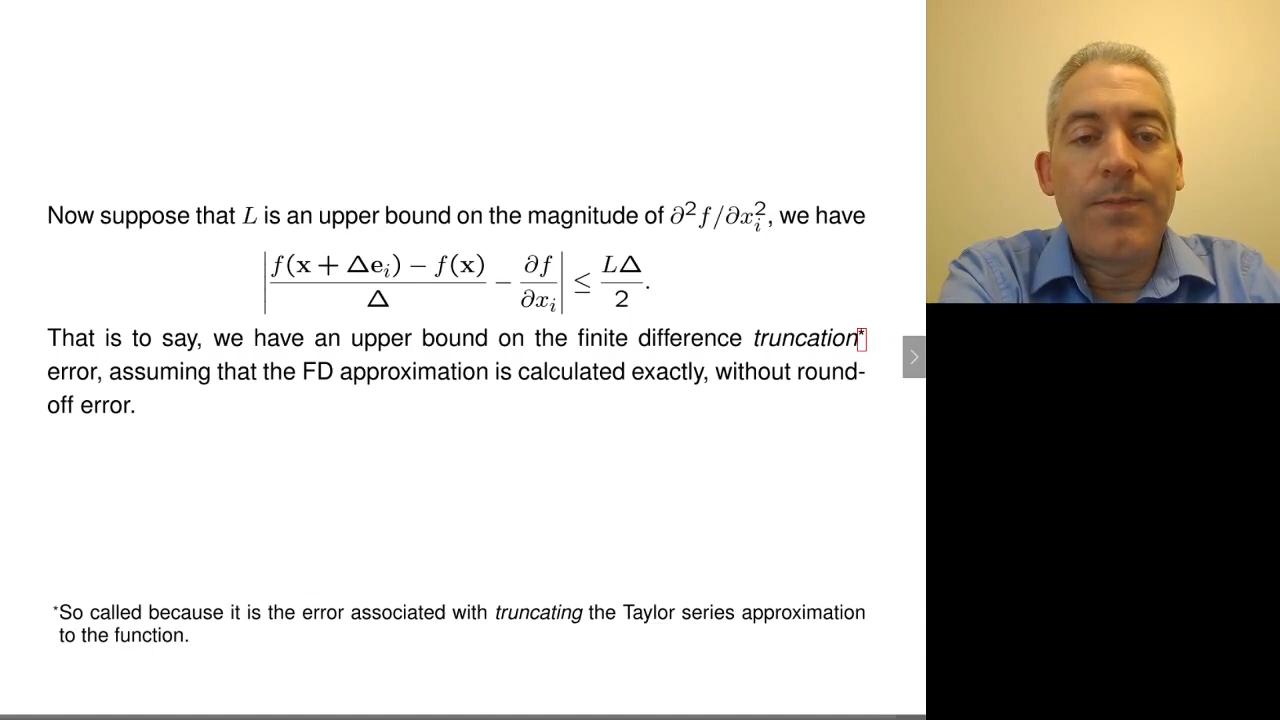 Now suppose that L is an upper bound on the magnitude of ∂²f/∂xᵢ², we have
|f(x + Δeᵢ) − f(x) / Δ − ∂f/∂xᵢ| ≤ LΔ/2.
That is to say, we have an upper bound on the finite difference truncation*
error, assuming that the FD approximation is calculated exactly, without round-
off error.
*So called because it is the error associated with truncating the Taylor series approximation
to the function.